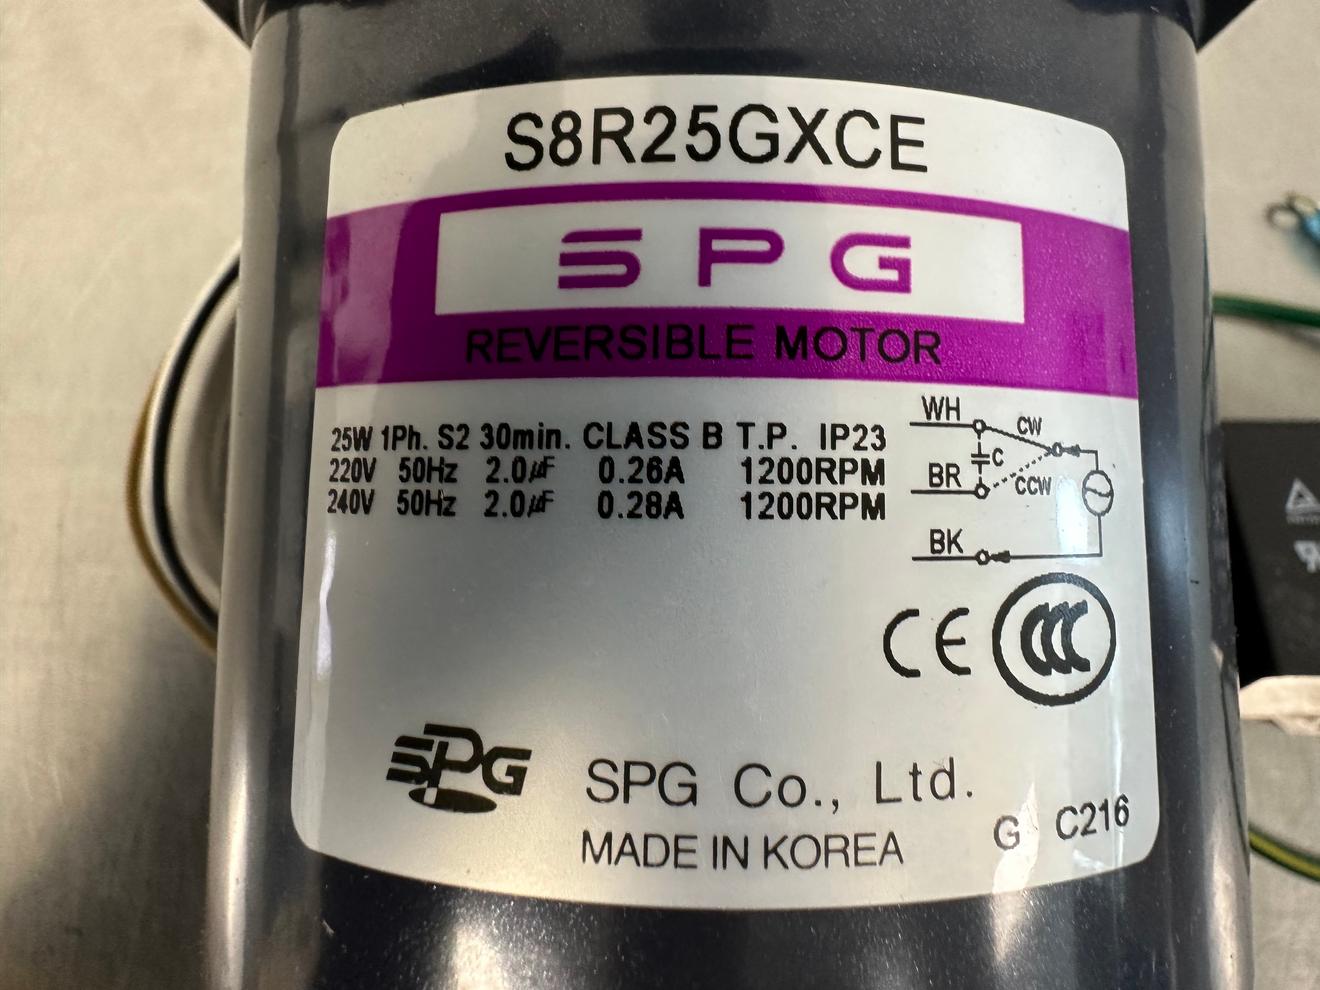 S8R25GXCE
SPG
REVERSIBLE MOTOR
25W 1Ph. S2 30min. CLASS B T.P. IP23
220V 50Hz 2.0µF 0.26A 1200RPM
240V 50Hz 2.0µF 0.28A 1200RPM
WH
CW
C
BR
CCW
BK
CE
CCC
SPG
SPG Co., Ltd.
MADE IN KOREA
G C216